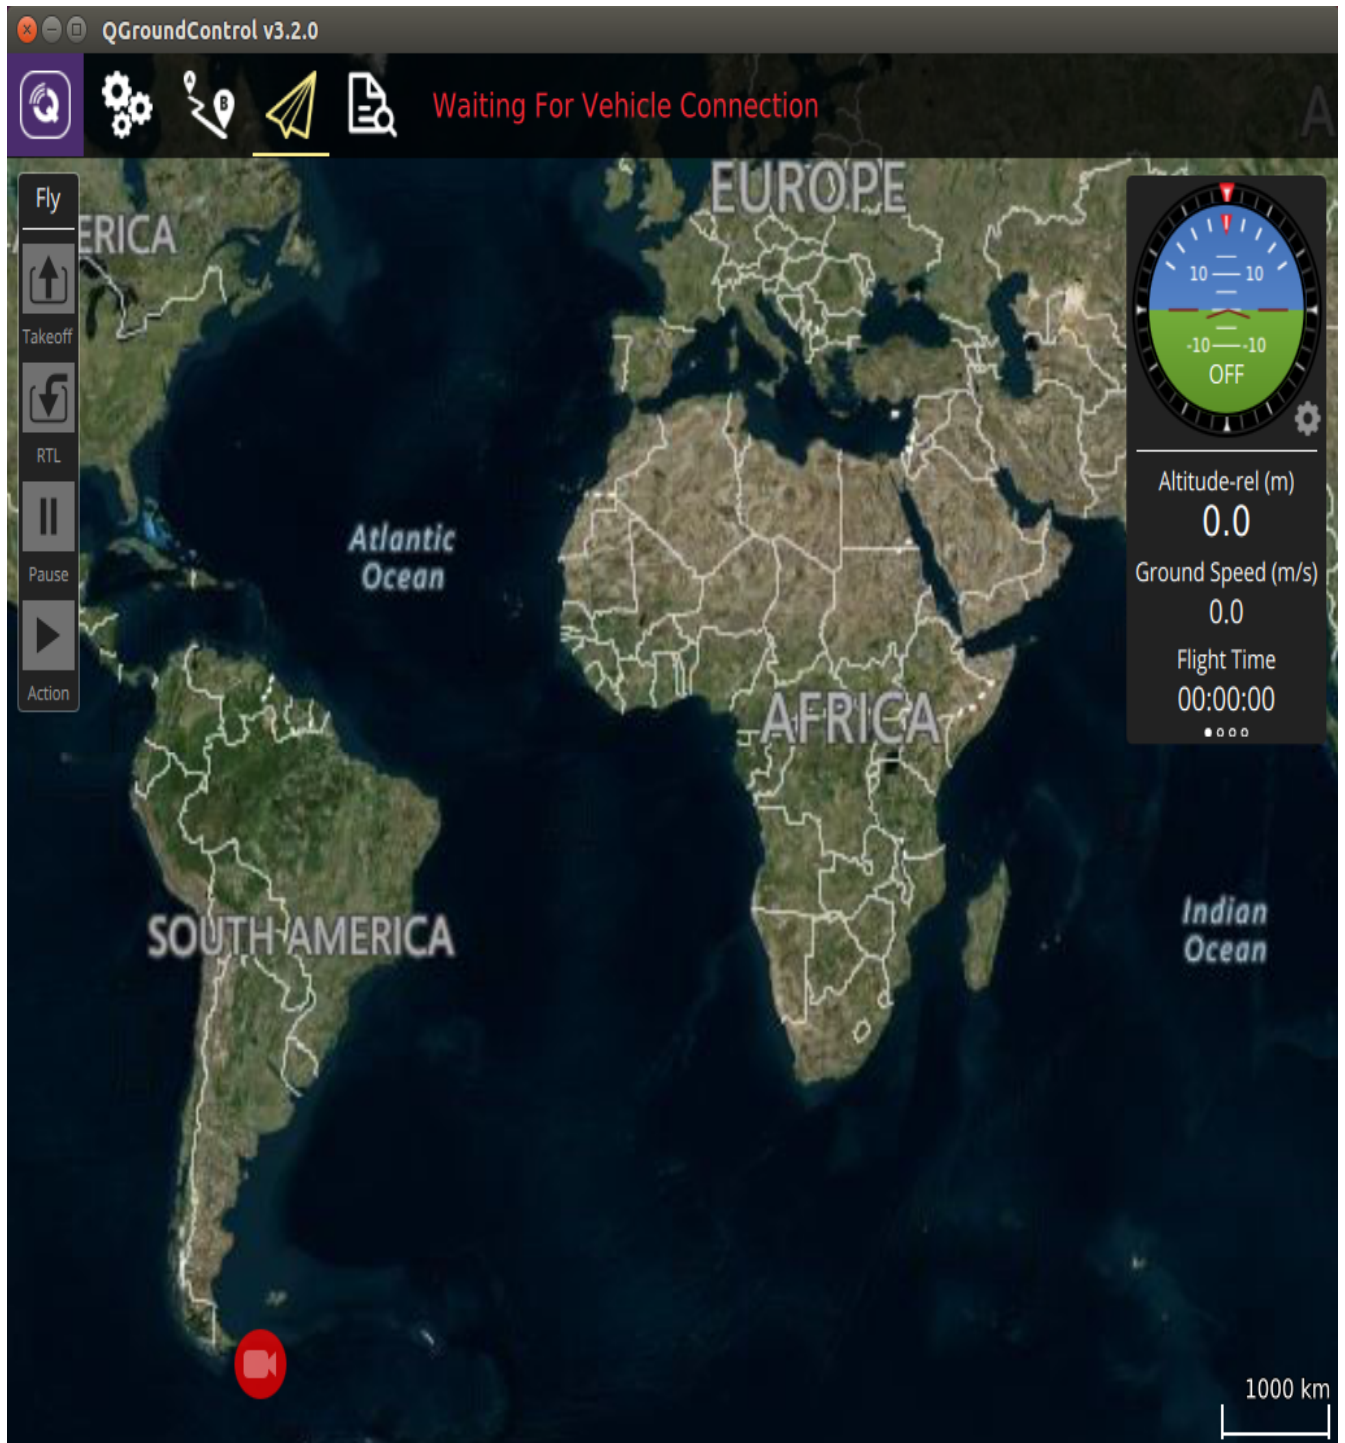 QGroundControl v3.2.0
Waiting For Vehicle Connection
A
Fly
ERICA
EUROPE
Takeoff
RTL
Pause
Action
10 10
-10 -10
OFF
Altitude-rel (m)
0.0
Ground Speed (m/s)
0.0
Flight Time
00:00:00
Atlantic
Ocean
AFRICA
SOUTH AMERICA
Indian
Ocean
1000 km